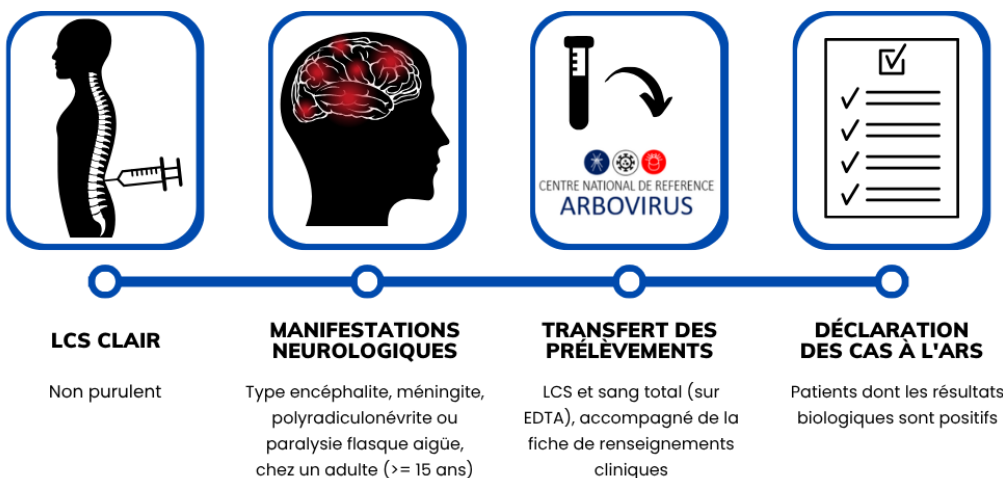 CENTRE NATIONAL DE REFERENCE
ARBOVIRUS
LCS CLAIR
Non purulent
MANIFESTATIONS
NEUROLOGIQUES
Type encéphalite, méningite,
polyradiculonévrite ou
paralysie flasque aigüe,
chez un adulte (>= 15 ans)
TRANSFERT DES
PRÉLÈVEMENTS
LCS et sang total (sur
EDTA), accompagné de la
fiche de renseignements
cliniques
DÉCLARATION
DES CAS À L'ARS
Patients dont les résultats
biologiques sont positifs